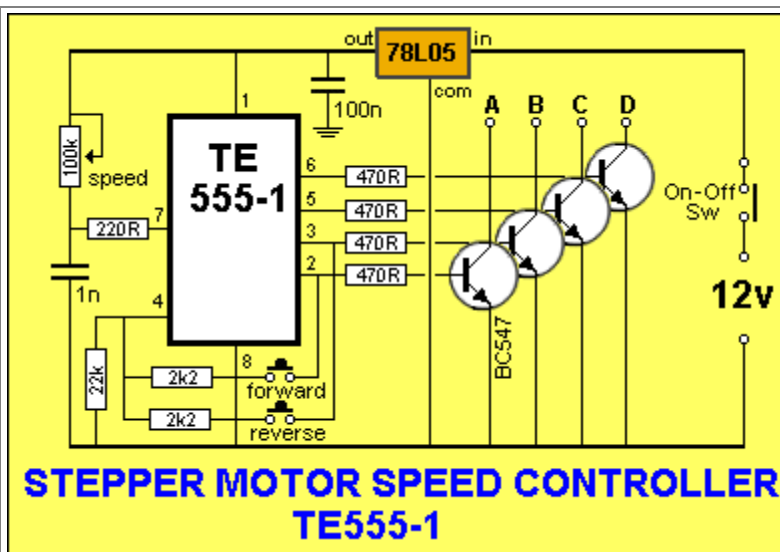 out
78L05
in
com
100n
A B C D
1
100k
speed
TE
555-1
6
470R
5
470R
3
470R
2
470R
7
220R
1n
4
22k
8
2k2
forward
2k2
reverse
BC547
On-Off
Sw
12v
STEPPER MOTOR SPEED CONTROLLER
TE555-1